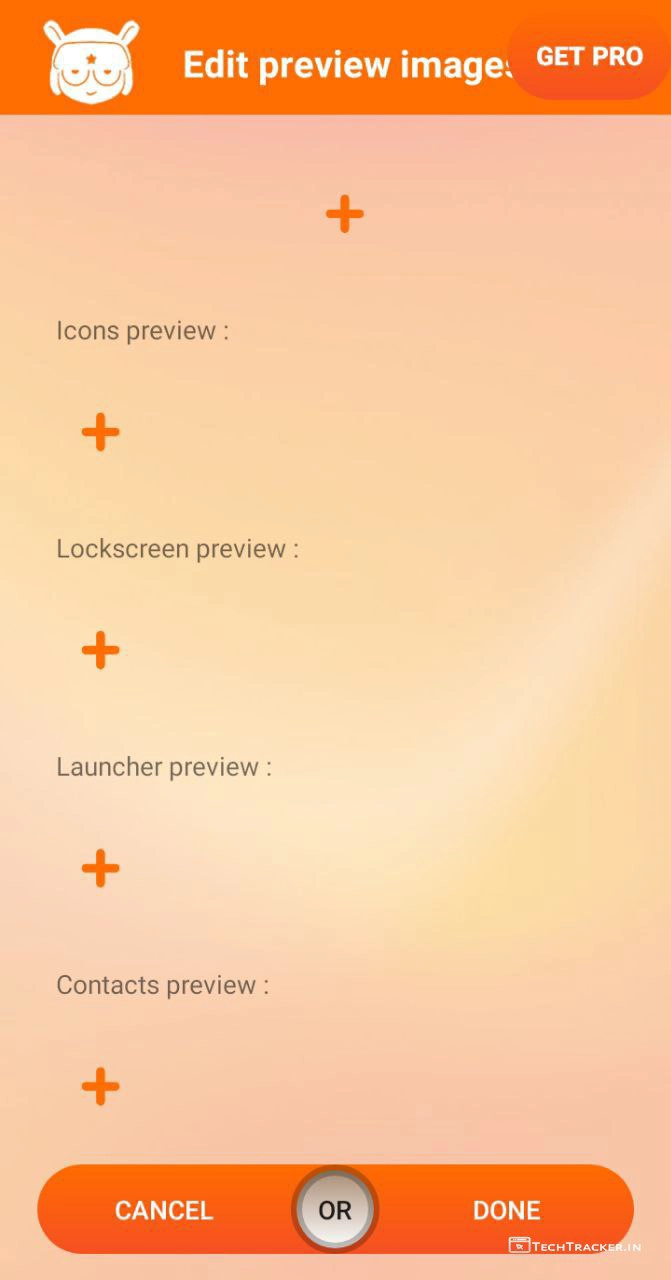 Edit preview images
GET PRO
Icons preview :
Lockscreen preview :
Launcher preview :
Contacts preview :
CANCEL
OR
DONE
TechTracker.in